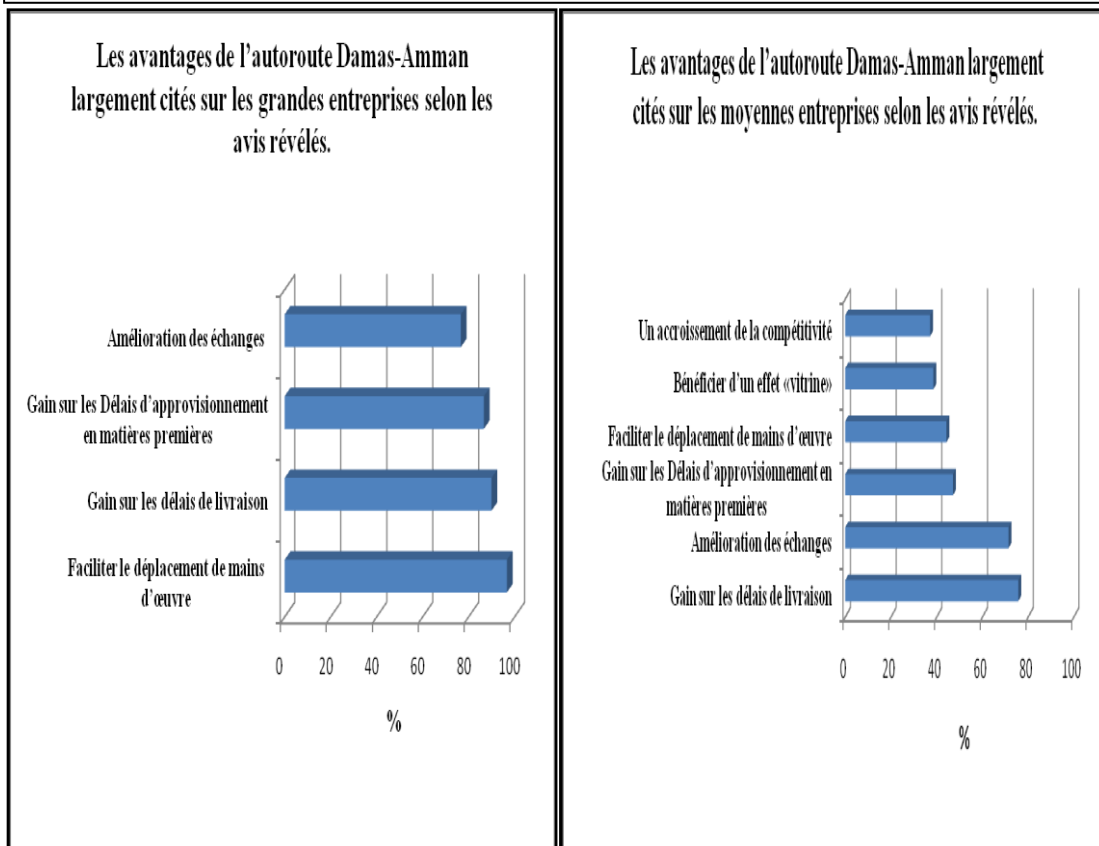 Les avantages de l'autoroute Damas-Amman
largement cités sur les grandes entreprises selon les
avis révélés.
Amélioration des échanges
Gain sur les Délais d'approvisionnement
en matières premières
Gain sur les délais de livraison
Faciliter le déplacement de mains
d'œuvre
0 20 40 60 80 100
%
Les avantages de l'autoroute Damas-Amman largement
cités sur les moyennes entreprises selon les avis révélés.
Un accroissement de la compétitivité
Bénéficier d'un effet «vitrine»
Faciliter le déplacement de mains d'œuvre
Gain sur les Délais d'approvisionnement en
matières premières
Amélioration des échanges
Gain sur les délais de livraison
0 20 40 60 80 100
%